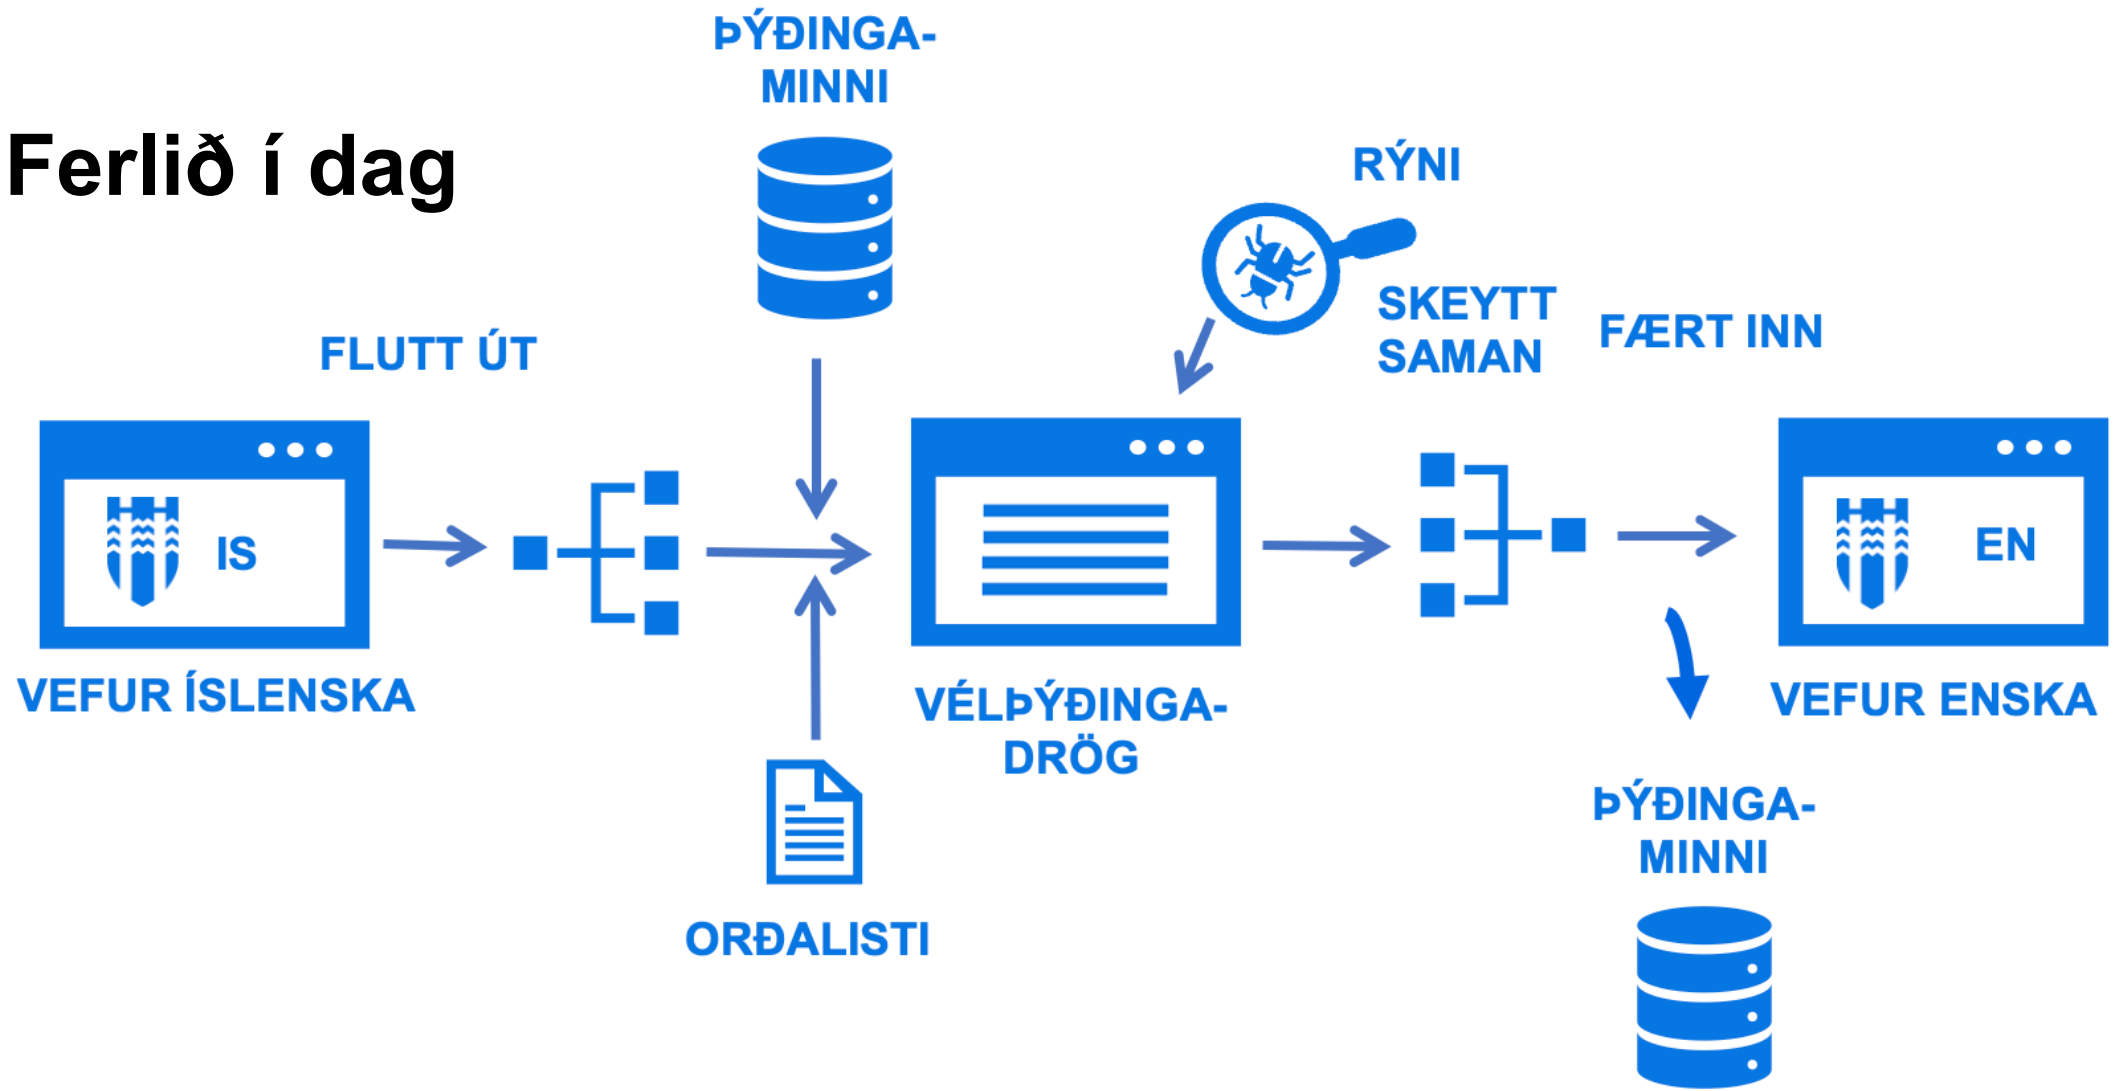 Ferlið í dag
ÞÝÐINGA-
MINNI
FLUTT ÚT
RÝNI
SKEYTT
SAMAN
FÆRT INN
IS
EN
VEFUR ÍSLENSKA
VÉLÞÝÐINGA-
DRÖG
VEFUR ENSKA
ORÐALISTI
ÞÝÐINGA-
MINNI